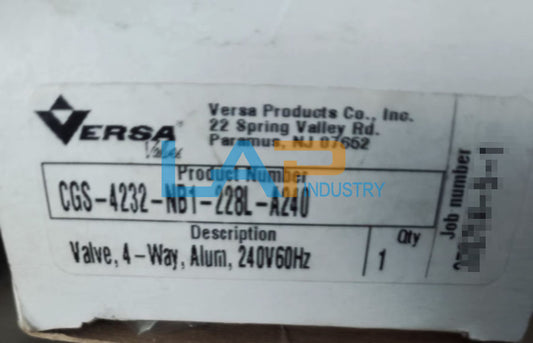 VERSA
Valves
Versa Products Co., Inc.
22 Spring Valley Rd.
Paramus, NJ 07652
LAP INDUSTRY
Product Number
CGS-4232-NB1-228L-A240
Description
Valve, 4-Way, Alum, 240V60Hz
Qty
1
Job number